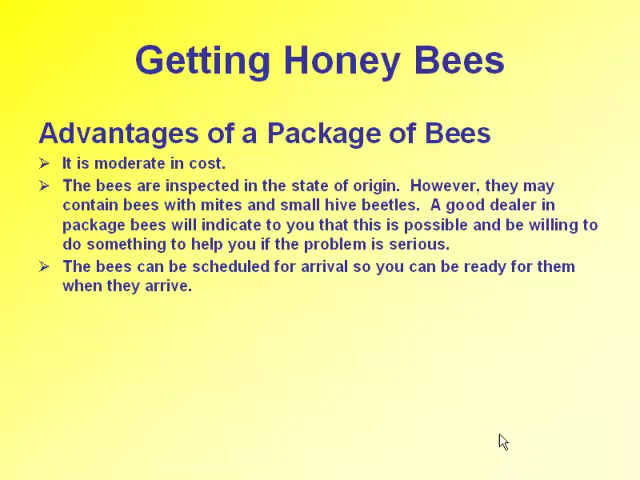 Getting Honey Bees
Advantages of a Package of Bees
It is moderate in cost.
The bees are inspected in the state of origin.  However, they may
contain bees with mites and small hive beetles.  A good dealer in
package bees will indicate to you that this is possible and be willing to
do something to help you if the problem is serious.
The bees can be scheduled for arrival so you can be ready for them
when they arrive.